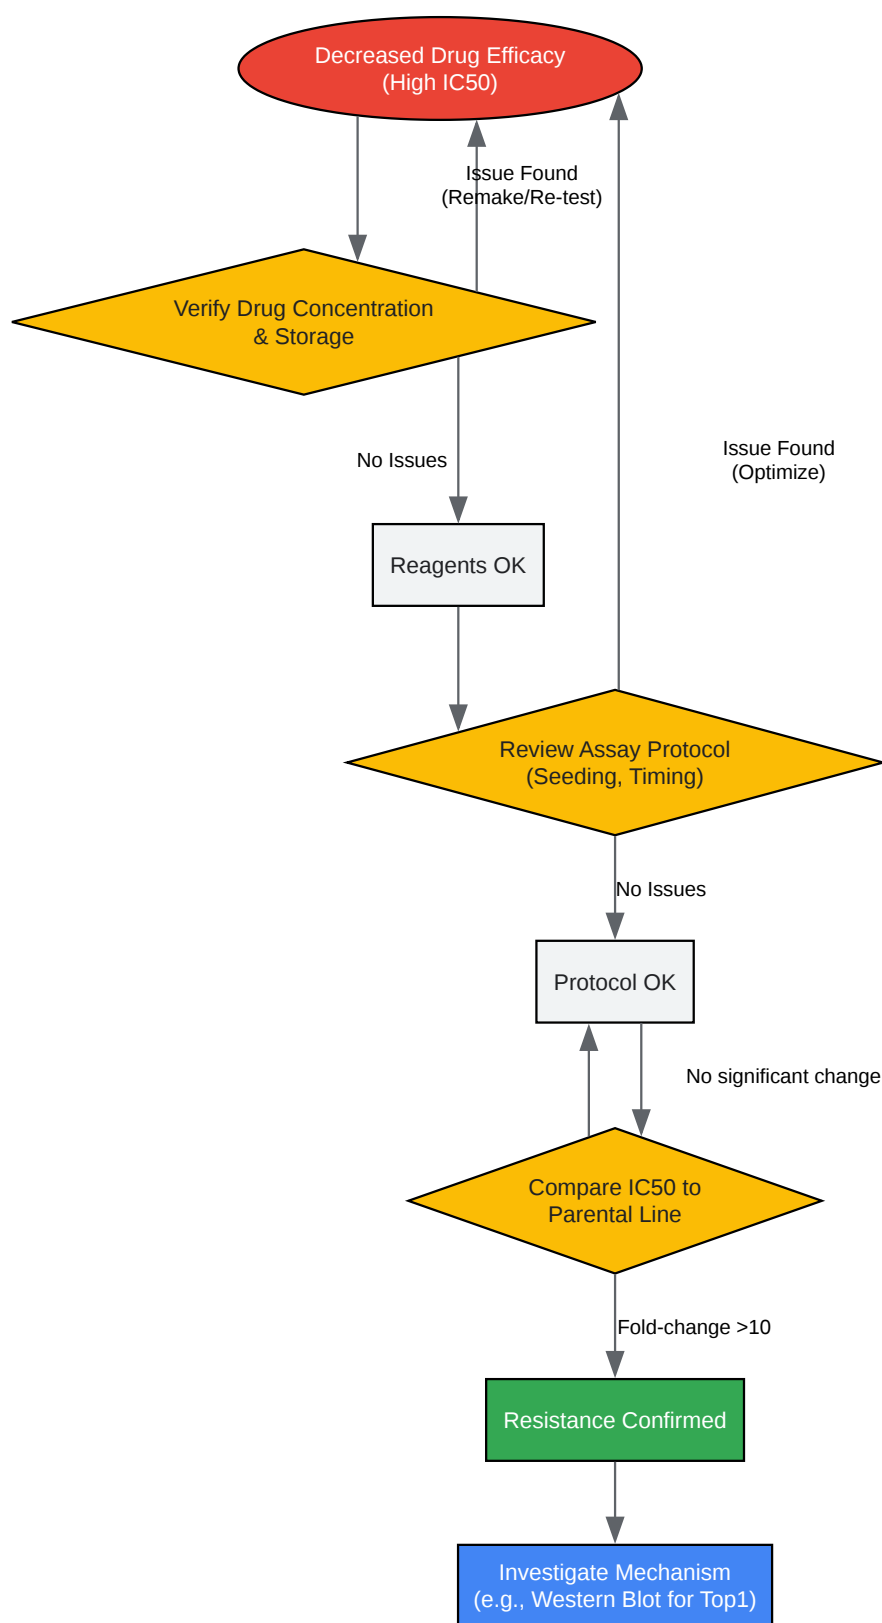 Decreased Drug Efficacy
(High IC50)
Issue Found
(Remake/Re-test)
Verify Drug Concentration
& Storage
No Issues
Issue Found
(Optimize)
Reagents OK
Review Assay Protocol
(Seeding, Timing)
No Issues
Protocol OK
No significant change
Compare IC50 to
Parental Line
Fold-change >10
Resistance Confirmed
Investigate Mechanism
(e.g., Western Blot for Top1)